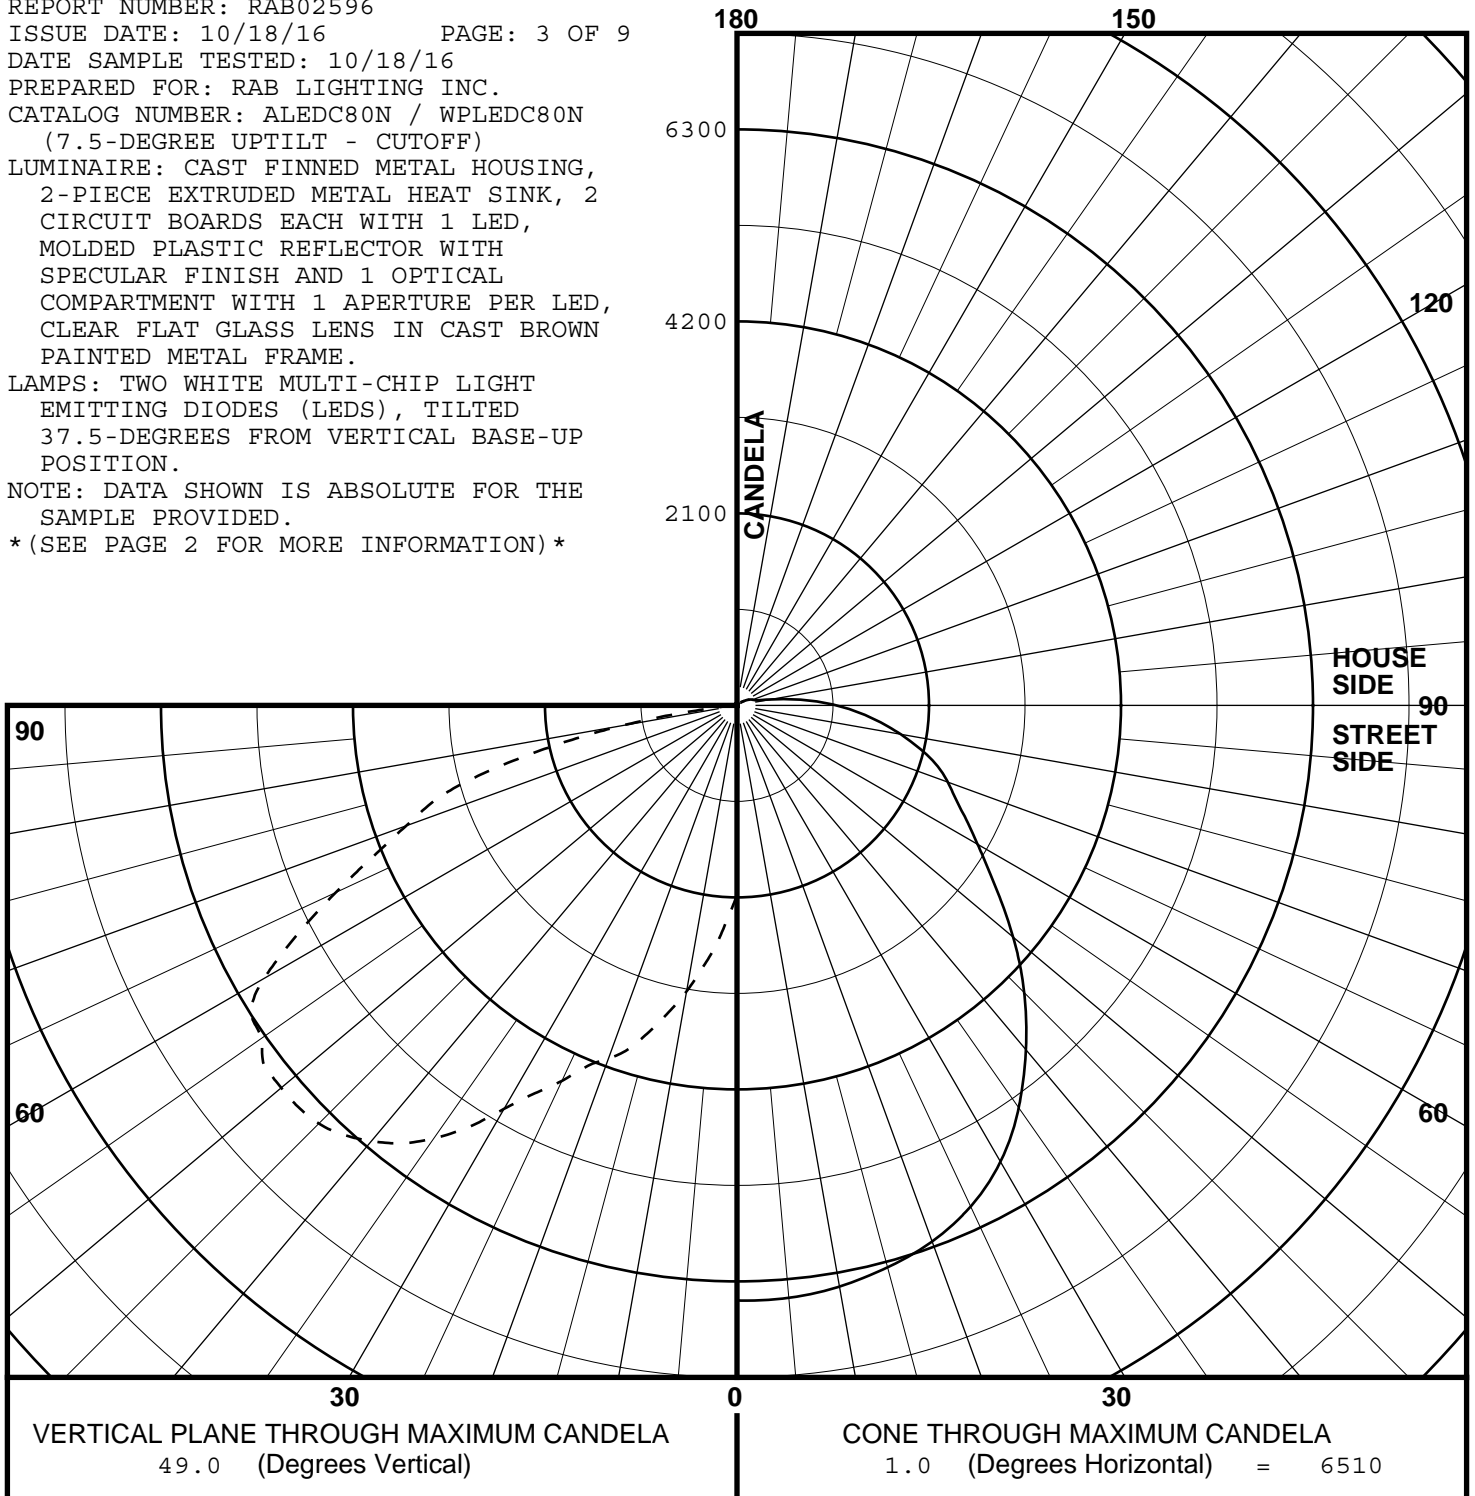 REPORT NUMBER: RAB02596
ISSUE DATE: 10/18/16 PAGE: 3 OF 9
DATE SAMPLE TESTED: 10/18/16
PREPARED FOR: RAB LIGHTING INC.
CATALOG NUMBER: ALEDC80N / WPLEDC80N
(7.5-DEGREE UPTILT - CUTOFF)
LUMINAIRE: CAST FINNED METAL HOUSING,
2-PIECE EXTRUDED METAL HEAT SINK, 2
CIRCUIT BOARDS EACH WITH 1 LED,
MOLDED PLASTIC REFLECTOR WITH
SPECULAR FINISH AND 1 OPTICAL
COMPARTMENT WITH 1 APERTURE PER LED,
CLEAR FLAT GLASS LENS IN CAST BROWN
PAINTED METAL FRAME.
LAMPS: TWO WHITE MULTI-CHIP LIGHT
EMITTING DIODES (LEDS), TILTED
37.5-DEGREES FROM VERTICAL BASE-UP
POSITION.
NOTE: DATA SHOWN IS ABSOLUTE FOR THE
SAMPLE PROVIDED.
*(SEE PAGE 2 FOR MORE INFORMATION)*
180 150
6300
4200
2100
CANDELA
120
HOUSE
SIDE
90
STREET
SIDE
90
60 60
30 0 30
VERTICAL PLANE THROUGH MAXIMUM CANDELA
49.0 (Degrees Vertical)
CONE THROUGH MAXIMUM CANDELA
1.0 (Degrees Horizontal) = 6510